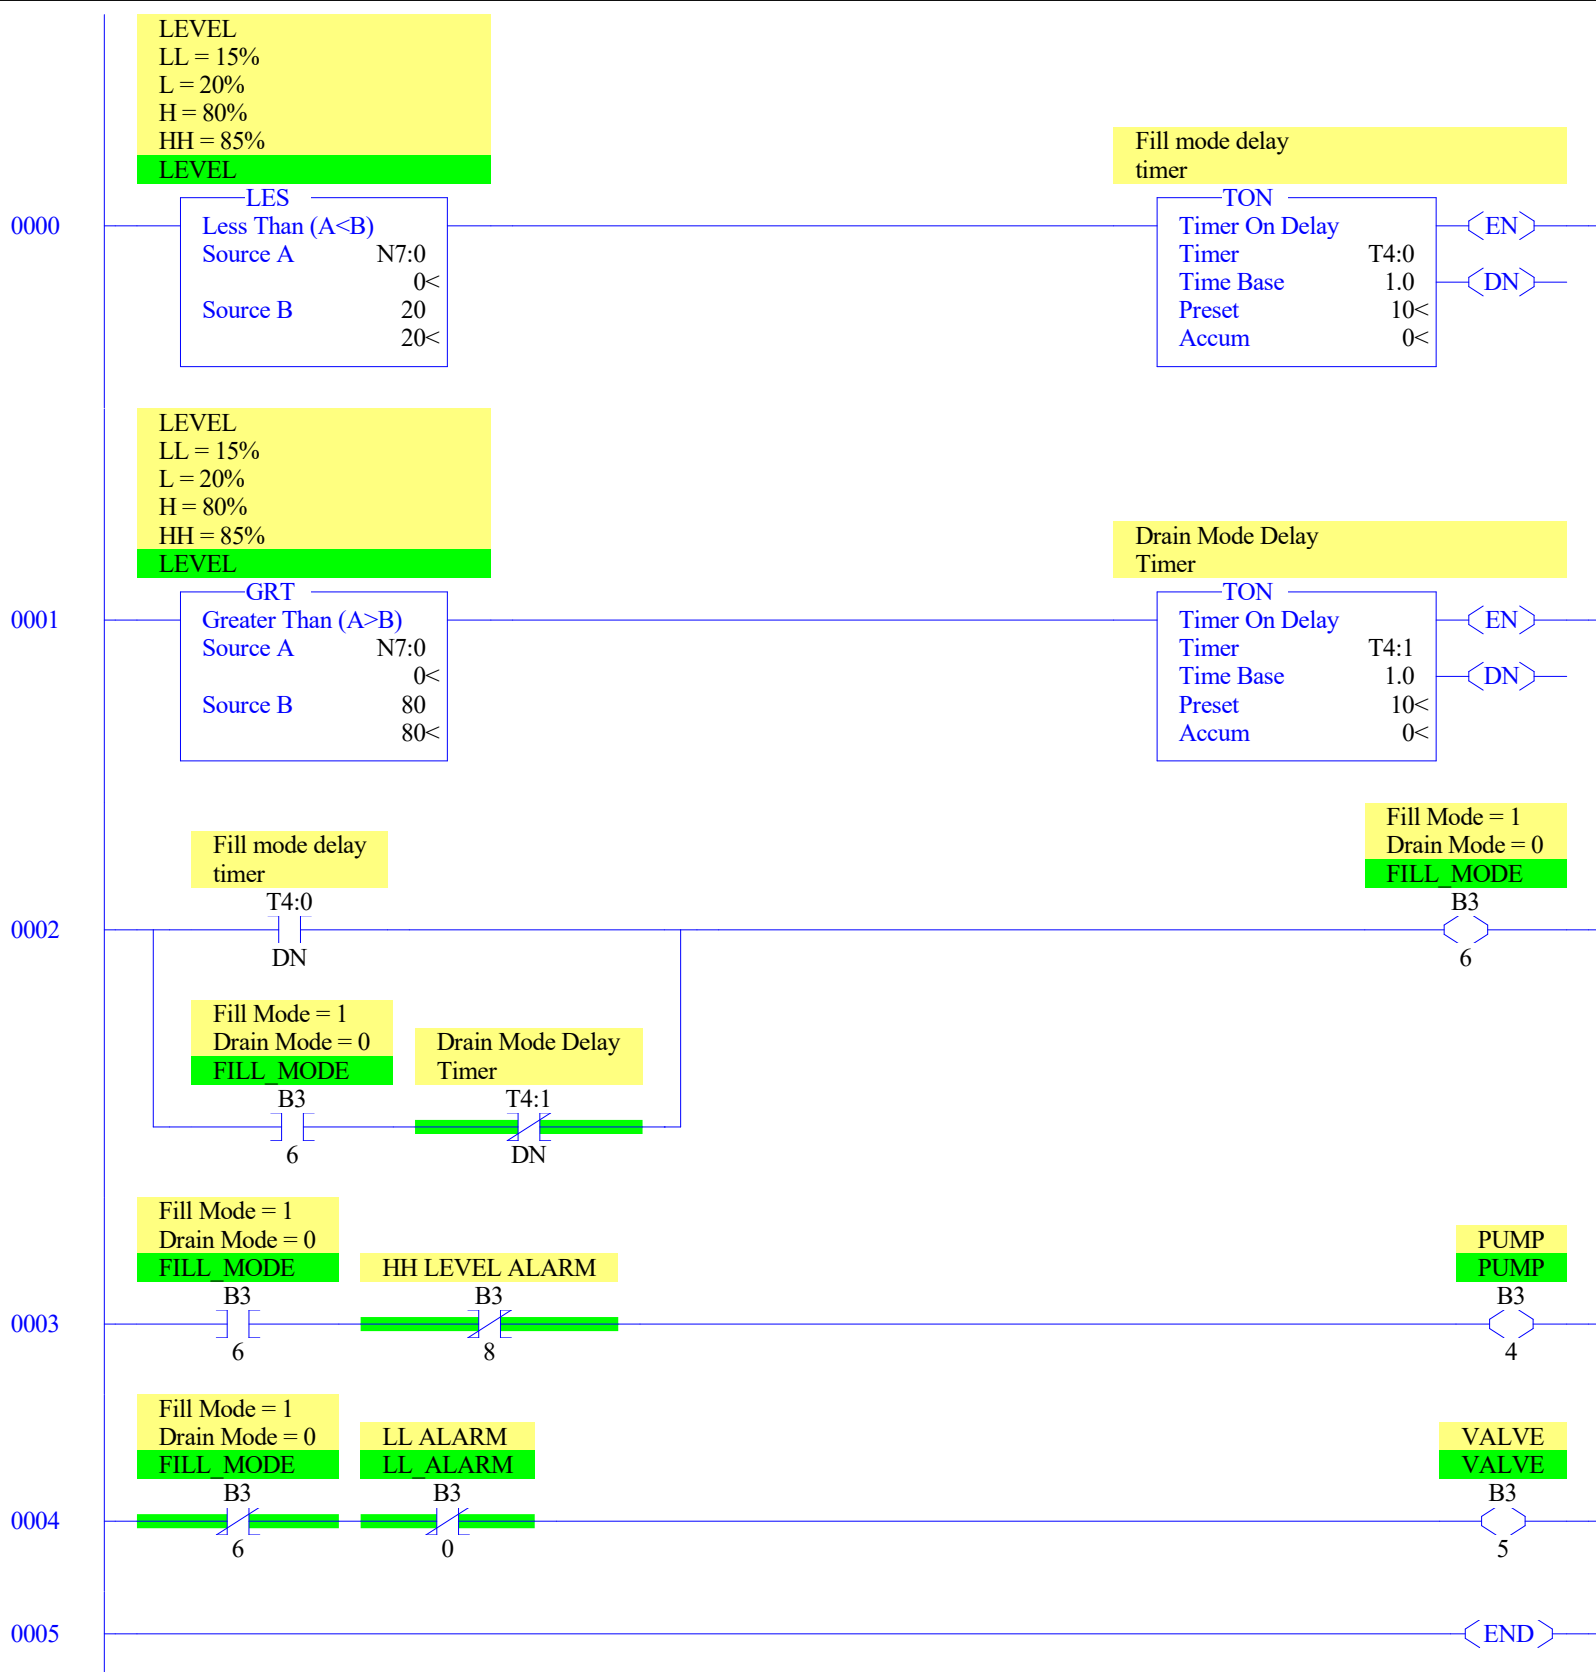 LEVEL
LL = 15%
L = 20%
H = 80%
HH = 85%
LEVEL
Fill mode delay
timer
0000
LES
Less Than (A<B)
Source A N7:0
0<
Source B 20
20<
TON
Timer On Delay
Timer T4:0
Time Base 1.0
Preset 10<
Accum 0<
EN
DN
LEVEL
LL = 15%
L = 20%
H = 80%
HH = 85%
LEVEL
Drain Mode Delay
Timer
0001
GRT
Greater Than (A>B)
Source A N7:0
0<
Source B 80
80<
TON
Timer On Delay
Timer T4:1
Time Base 1.0
Preset 10<
Accum 0<
EN
DN
Fill mode delay
timer
T4:0
DN
Fill Mode = 1
Drain Mode = 0
FILL_MODE
B3
6
0002
Fill Mode = 1
Drain Mode = 0
FILL_MODE
B3
6
Drain Mode Delay
Timer
T4:1
DN
0003
Fill Mode = 1
Drain Mode = 0
FILL_MODE
B3
6
HH LEVEL ALARM
B3
8
PUMP
PUMP
B3
4
0004
Fill Mode = 1
Drain Mode = 0
FILL_MODE
B3
6
LL ALARM
LL_ALARM
B3
0
VALVE
VALVE
B3
5
0005
END